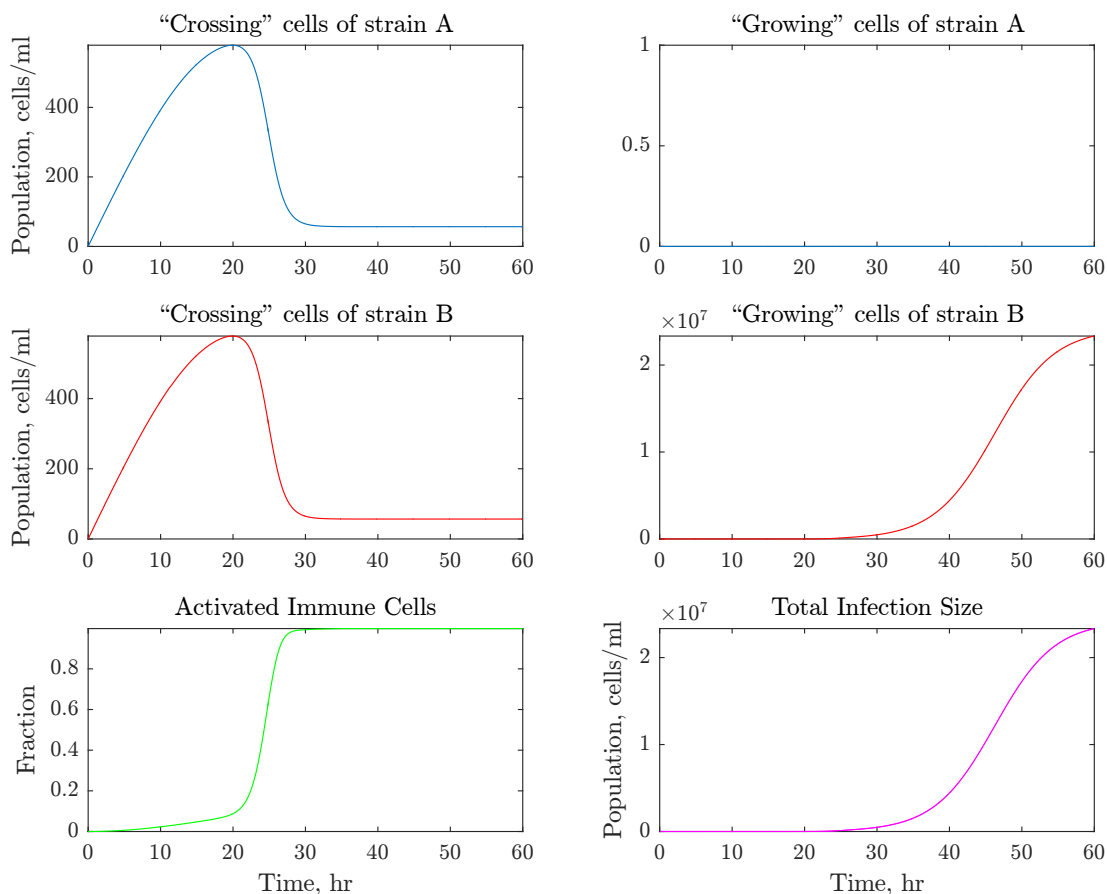 “Crossing” cells of strain A
Population, cells/ml
400
200
0
0 10 20 30 40 50 60
“Growing” cells of strain A
1
0.5
0
0 10 20 30 40 50 60
“Crossing” cells of strain B
Population, cells/ml
400
200
0
0 10 20 30 40 50 60
“Growing” cells of strain B
×10⁷
2
1
0
0 10 20 30 40 50 60
Activated Immune Cells
Fraction
0.8
0.6
0.4
0.2
0
0 10 20 30 40 50 60
Time, hr
Total Infection Size
×10⁷
Population, cells/ml
2
1
0
0 10 20 30 40 50 60
Time, hr